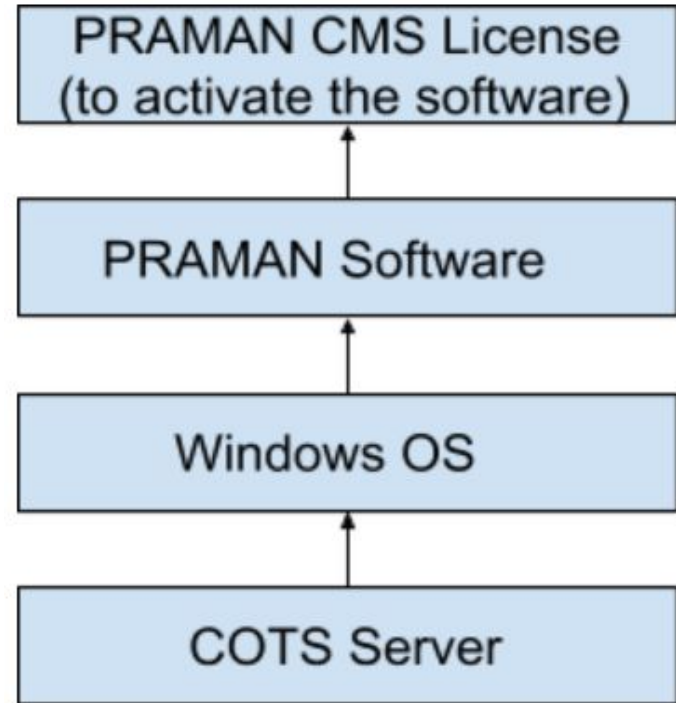 PRAMAN CMS License
(to activate the software)
PRAMAN Software
Windows OS
COTS Server